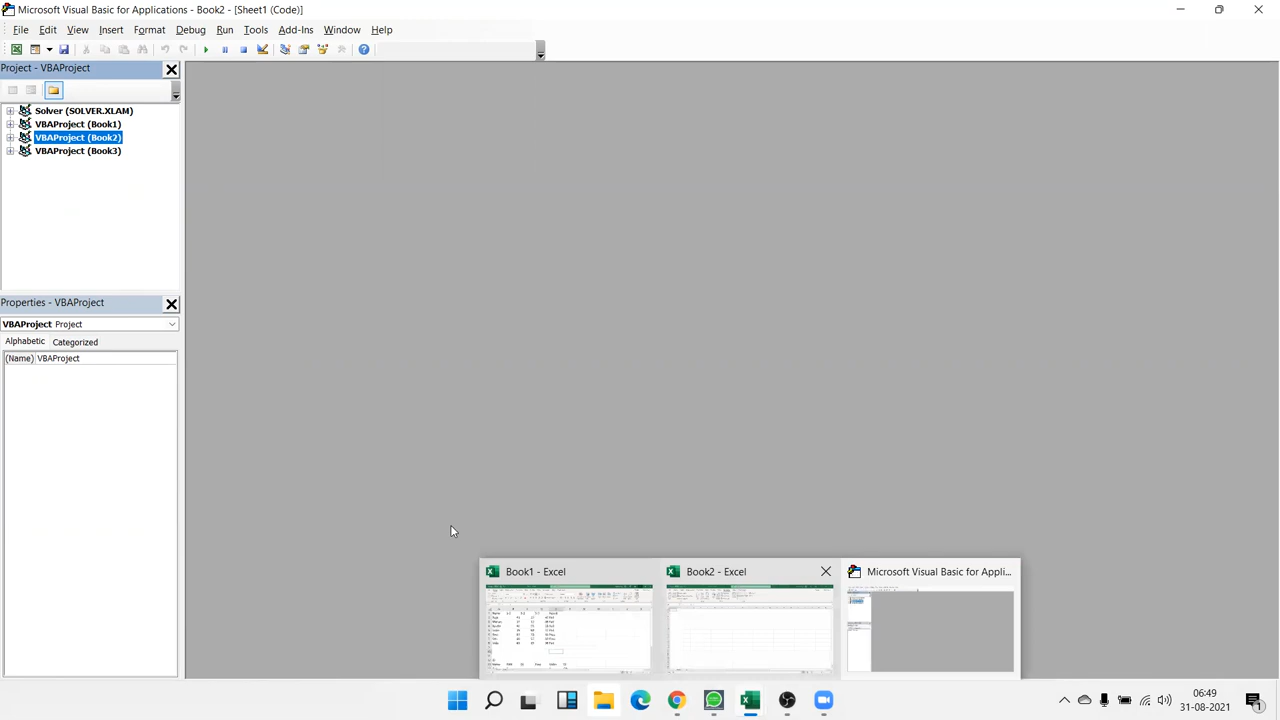 Microsoft Visual Basic for Applications - Book2 - [Sheet1 (Code)]
File Edit View Insert Format Debug Run Tools Add-Ins Window Help
Project - VBAProject
Solver (SOLVER.XLAM)
VBAProject (Book1)
VBAProject (Book2)
VBAProject (Book3)
Properties - VBAProject
VBAProject Project
Alphabetic Categorized
(Name) VBAProject
Book1 - Excel
Book2 - Excel
Microsoft Visual Basic for Appli...
06:49
31-08-2021
1